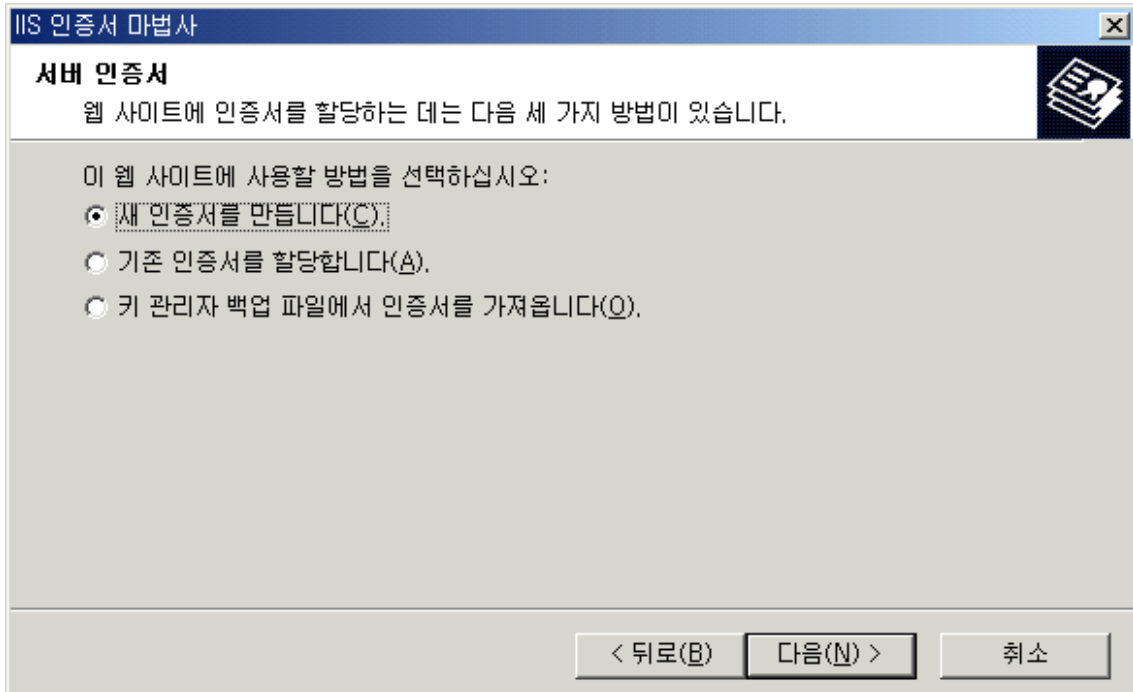 IIS 인증서 마법사
서버 인증서
웹 사이트에 인증서를 할당하는 데는 다음 세 가지 방법이 있습니다.
이 웹 사이트에 사용할 방법을 선택하십시오:
새 인증서를 만듭니다(C).
기존 인증서를 할당합니다(A).
키 관리자 백업 파일에서 인증서를 가져옵니다(O).
< 뒤로(B) 다음(N) > 취소